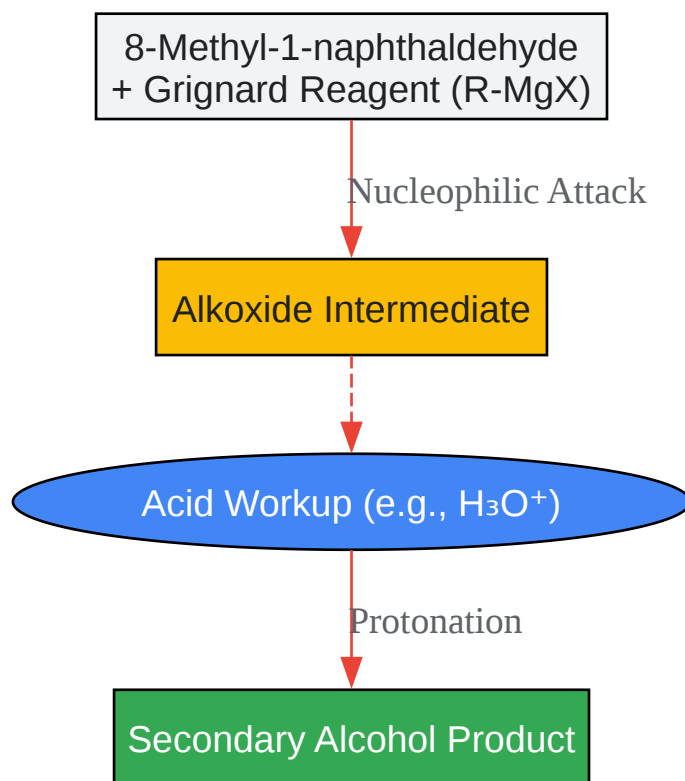 8-Methyl-1-naphthaldehyde
+ Grignard Reagent (R-MgX)
Nucleophilic Attack
Alkoxide Intermediate
Acid Workup (e.g., H₃O⁺)
Protonation
Secondary Alcohol Product